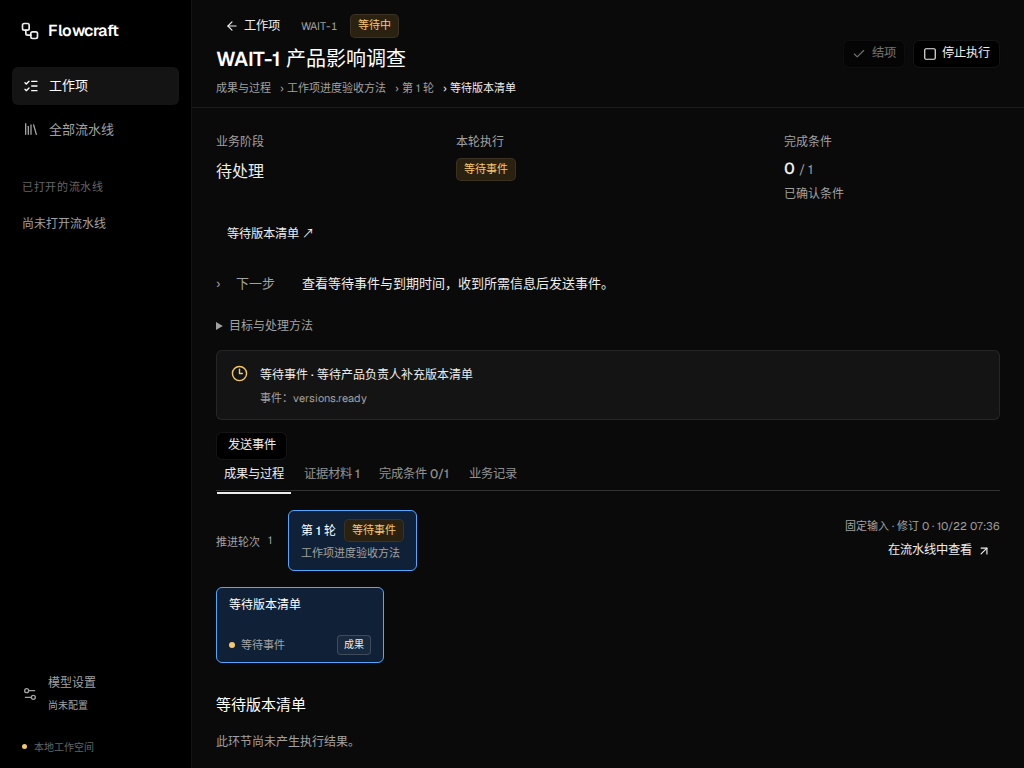 Flowcraft
工作项
全部流水线
已打开的流水线
尚未打开流水线
模型设置
尚未配置
本地工作空间
← 工作项 WAIT-1 等待中
WAIT-1 产品影响调查
成果与过程 › 工作项进度验收方法 › 第 1 轮 › 等待版本清单
结项
停止执行
业务阶段
待处理
本轮执行
等待事件
完成条件
0 / 1
已确认条件
等待版本清单 ↗
› 下一步 查看等待事件与到期时间，收到所需信息后发送事件。
▶ 目标与处理方法
等待事件 · 等待产品负责人补充版本清单
事件：versions.ready
发送事件
成果与过程 证据材料 1 完成条件 0/1 业务记录
推进轮次 1
第 1 轮 等待事件
工作项进度验收方法
固定输入 · 修订 0 · 10/22 07:36
在流水线中查看 ↗
等待版本清单
等待事件 成果
等待版本清单
此环节尚未产生执行结果。